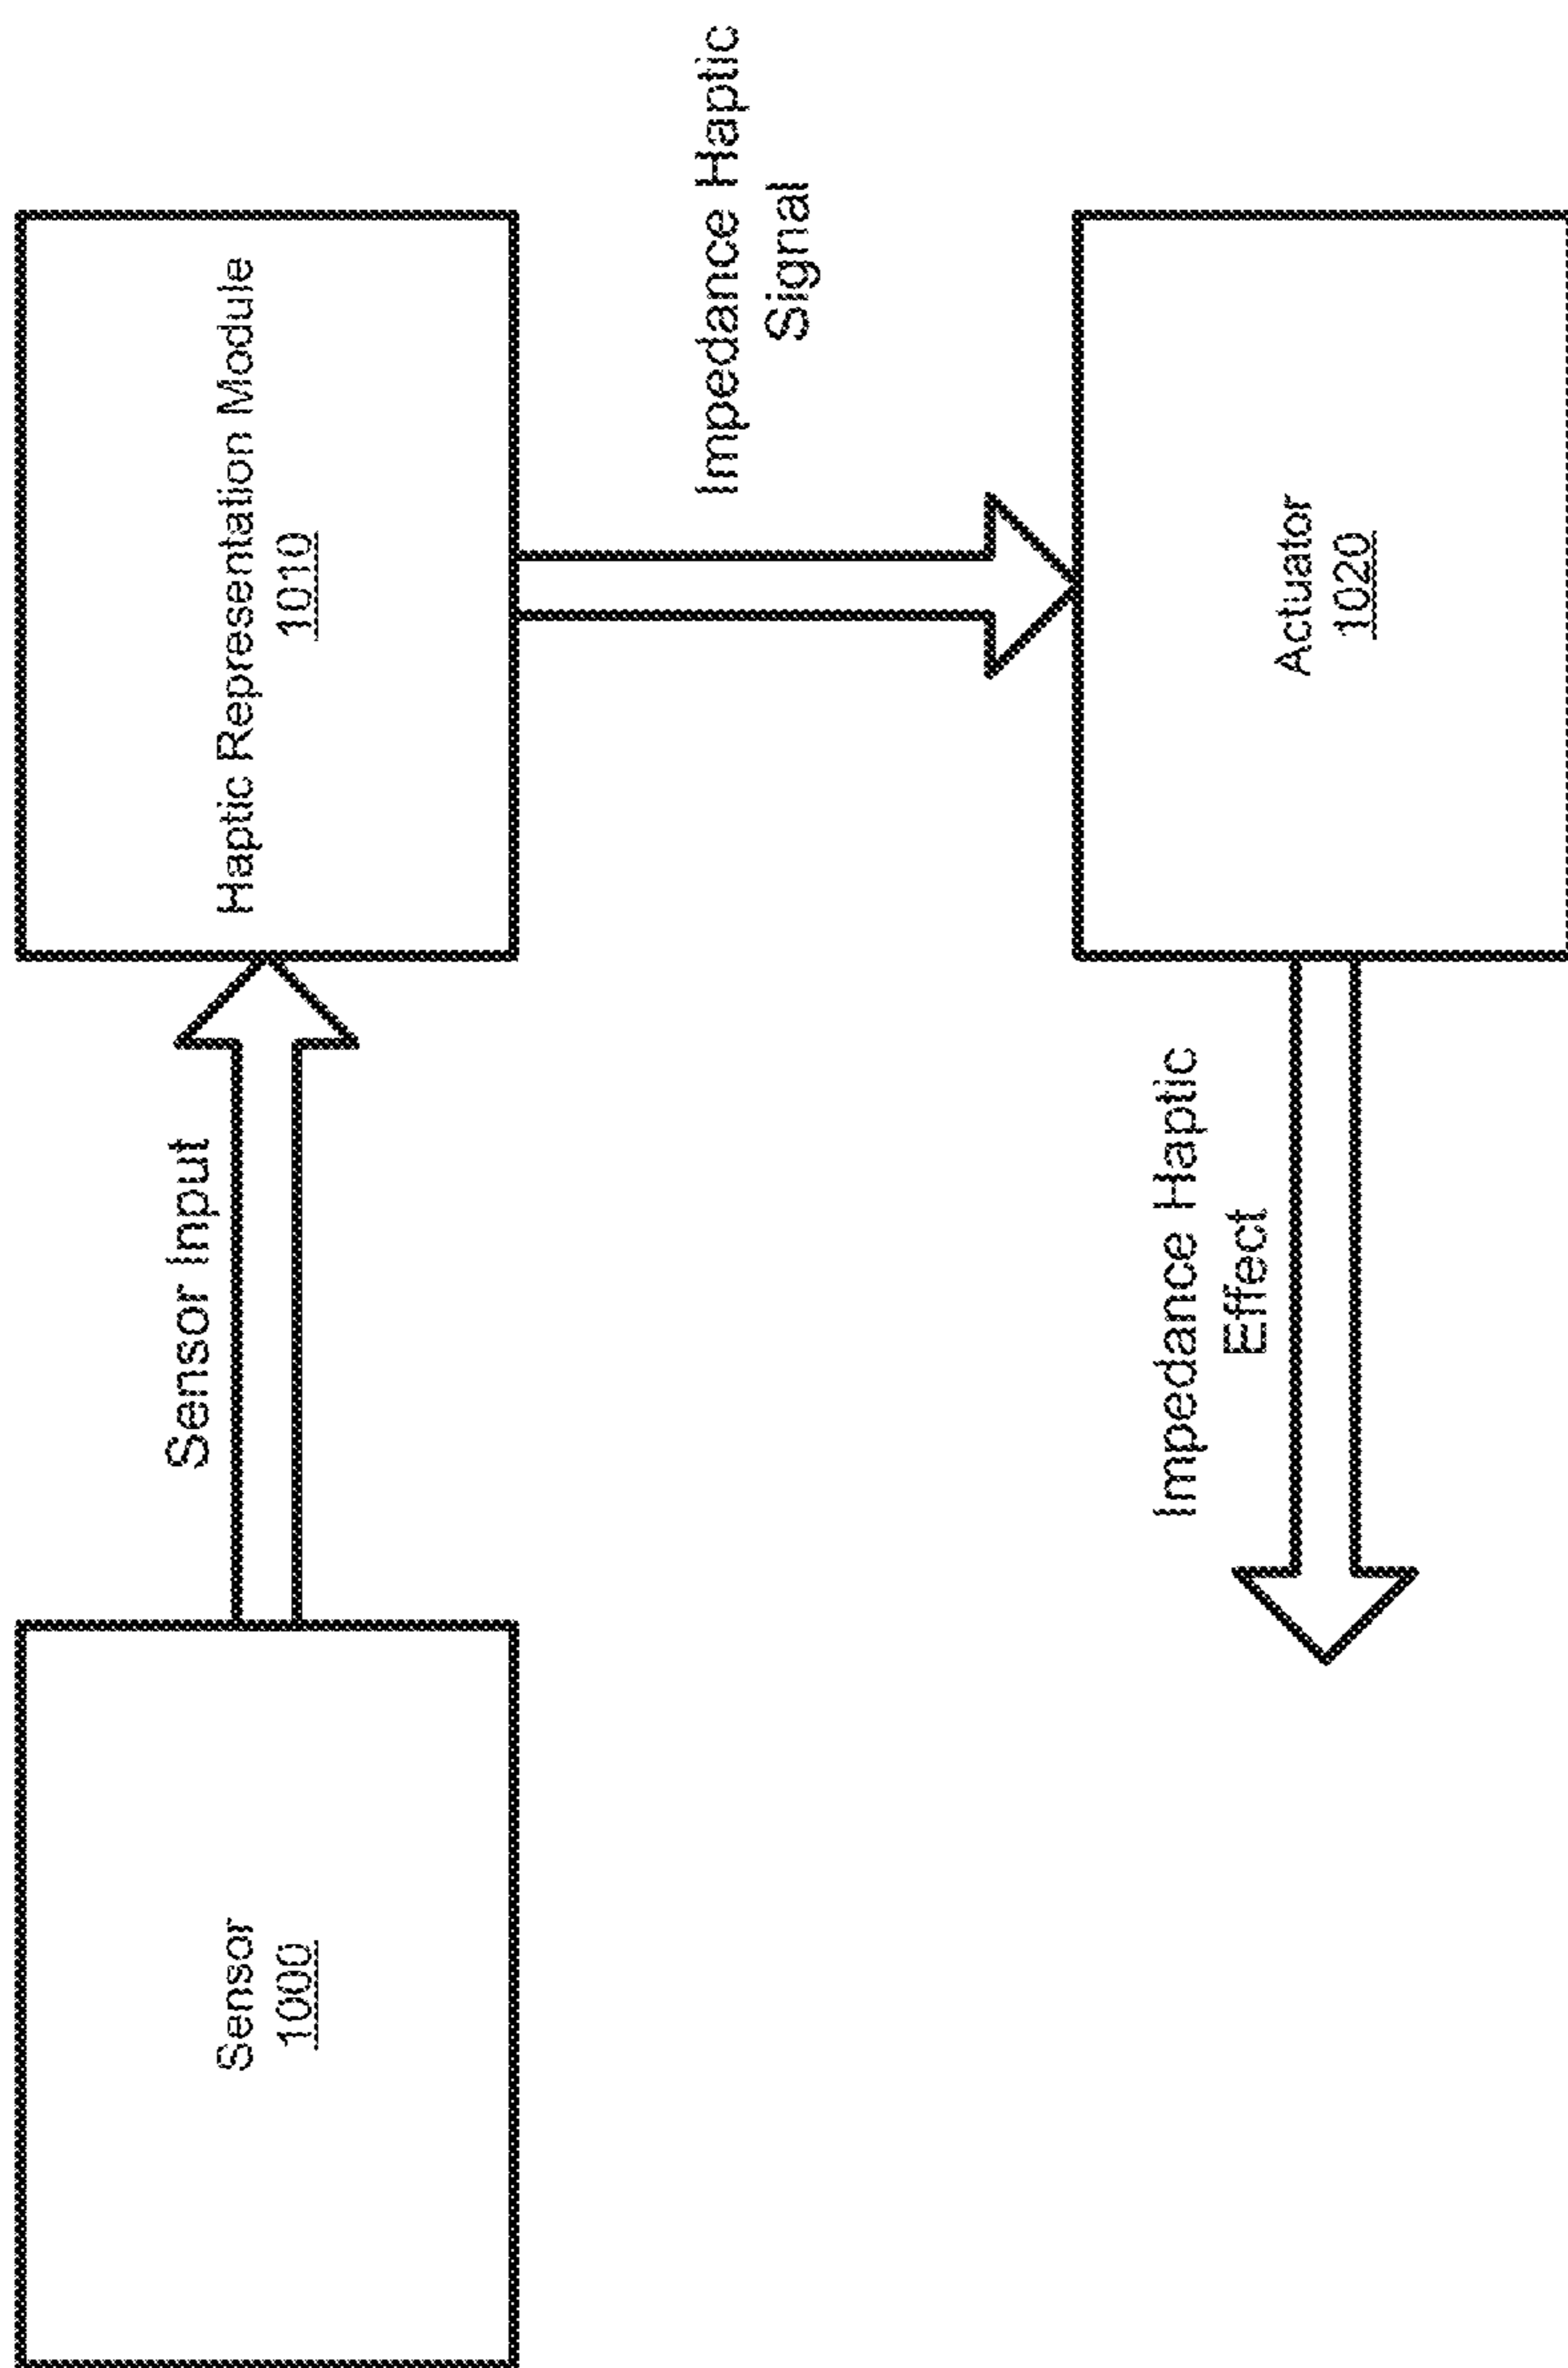 Sensor
1000
Sensor Input
Haptic Representation Module
1010
Impedance Haptic
Signal
Actuator
1020
Impedance Haptic
Effect